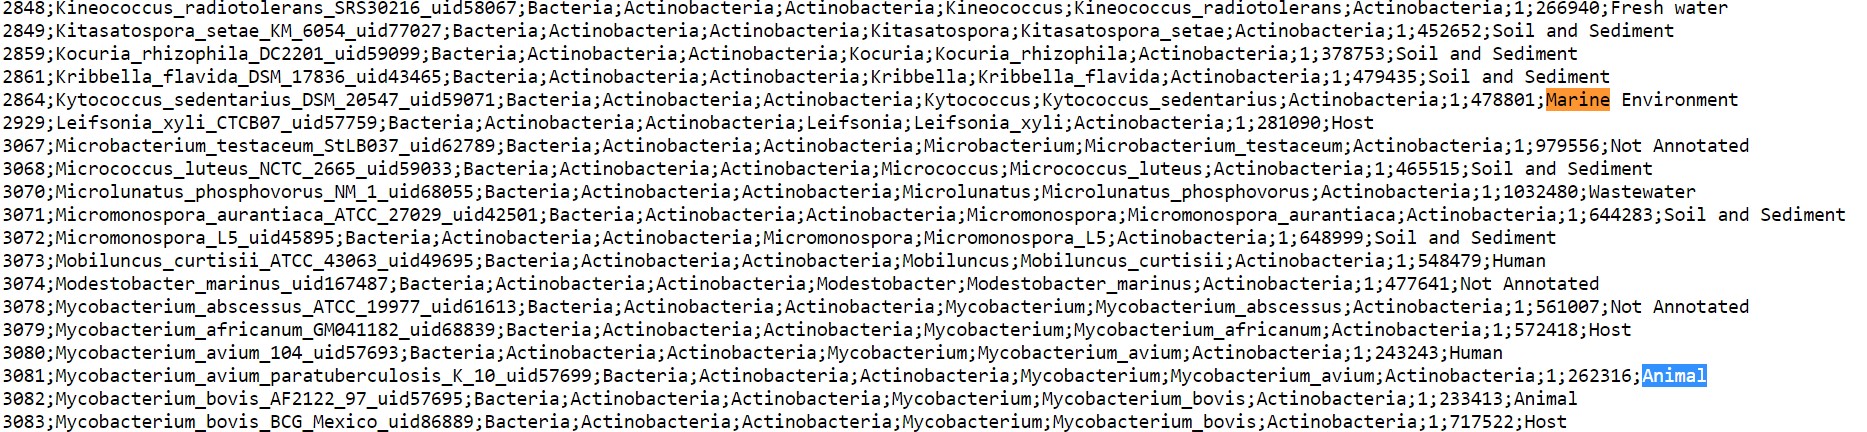 2848;Kineococcus_radiotolerans_SRS30216_uid58067;Bacteria;Actinobacteria;Actinobacteria;Kineococcus;Kineococcus_radiotolerans;Actinobacteria;1;266940;Fresh water
2849;Kitasatospora_setae_KM_6054_uid77027;Bacteria;Actinobacteria;Actinobacteria;Kitasatospora;Kitasatospora_setae;Actinobacteria;1;452652;Soil and Sediment
2859;Kocuria_rhizophila_DC2201_uid59099;Bacteria;Actinobacteria;Actinobacteria;Kocuria;Kocuria_rhizophila;Actinobacteria;1;378753;Soil and Sediment
2861;Kribbella_flavida_DSM_17836_uid43465;Bacteria;Actinobacteria;Actinobacteria;Kribbella;Kribbella_flavida;Actinobacteria;1;479435;Soil and Sediment
2864;Kytococcus_sedentarius_DSM_20547_uid59071;Bacteria;Actinobacteria;Actinobacteria;Kytococcus;Kytococcus_sedentarius;Actinobacteria;1;478801;Marine Environment
2929;Leifsonia_xyli_CTCB07_uid57759;Bacteria;Actinobacteria;Actinobacteria;Leifsonia;Leifsonia_xyli;Actinobacteria;1;281090;Host
3067;Microbacterium_testaceum_StLB037_uid62789;Bacteria;Actinobacteria;Actinobacteria;Microbacterium;Microbacterium_testaceum;Actinobacteria;1;979556;Not Annotated
3068;Micrococcus_luteus_NCTC_2665_uid59033;Bacteria;Actinobacteria;Actinobacteria;Micrococcus;Micrococcus_luteus;Actinobacteria;1;465515;Soil and Sediment
3070;Microlunatus_phosphovorus_NM_1_uid68055;Bacteria;Actinobacteria;Actinobacteria;Microlunatus;Microlunatus_phosphovorus;Actinobacteria;1;1032480;Wastewater
3071;Micromonospora_aurantiaca_ATCC_27029_uid42501;Bacteria;Actinobacteria;Actinobacteria;Micromonospora;Micromonospora_aurantiaca;Actinobacteria;1;644283;Soil and Sediment
3072;Micromonospora_L5_uid45895;Bacteria;Actinobacteria;Actinobacteria;Micromonospora;Micromonospora_L5;Actinobacteria;1;648999;Soil and Sediment
3073;Mobiluncus_curtisii_ATCC_43063_uid49695;Bacteria;Actinobacteria;Actinobacteria;Mobiluncus;Mobiluncus_curtisii;Actinobacteria;1;548479;Human
3074;Modestobacter_marinus_uid167487;Bacteria;Actinobacteria;Actinobacteria;Modestobacter;Modestobacter_marinus;Actinobacteria;1;477641;Not Annotated
3078;Mycobacterium_abscessus_ATCC_19977_uid61613;Bacteria;Actinobacteria;Actinobacteria;Mycobacterium;Mycobacterium_abscessus;Actinobacteria;1;561007;Not Annotated
3079;Mycobacterium_africanum_GM041182_uid68839;Bacteria;Actinobacteria;Actinobacteria;Mycobacterium;Mycobacterium_africanum;Actinobacteria;1;572418;Host
3080;Mycobacterium_avium_104_uid57693;Bacteria;Actinobacteria;Actinobacteria;Mycobacterium;Mycobacterium_avium;Actinobacteria;1;243243;Human
3081;Mycobacterium_avium_paratuberculosis_K_10_uid57699;Bacteria;Actinobacteria;Actinobacteria;Mycobacterium;Mycobacterium_avium;Actinobacteria;1;262316;Animal
3082;Mycobacterium_bovis_AF2122_97_uid57695;Bacteria;Actinobacteria;Actinobacteria;Mycobacterium;Mycobacterium_bovis;Actinobacteria;1;233413;Animal
3083;Mycobacterium_bovis_BCG_Mexico_uid86889;Bacteria;Actinobacteria;Actinobacteria;Mycobacterium;Mycobacterium_bovis;Actinobacteria;1;717522;Host